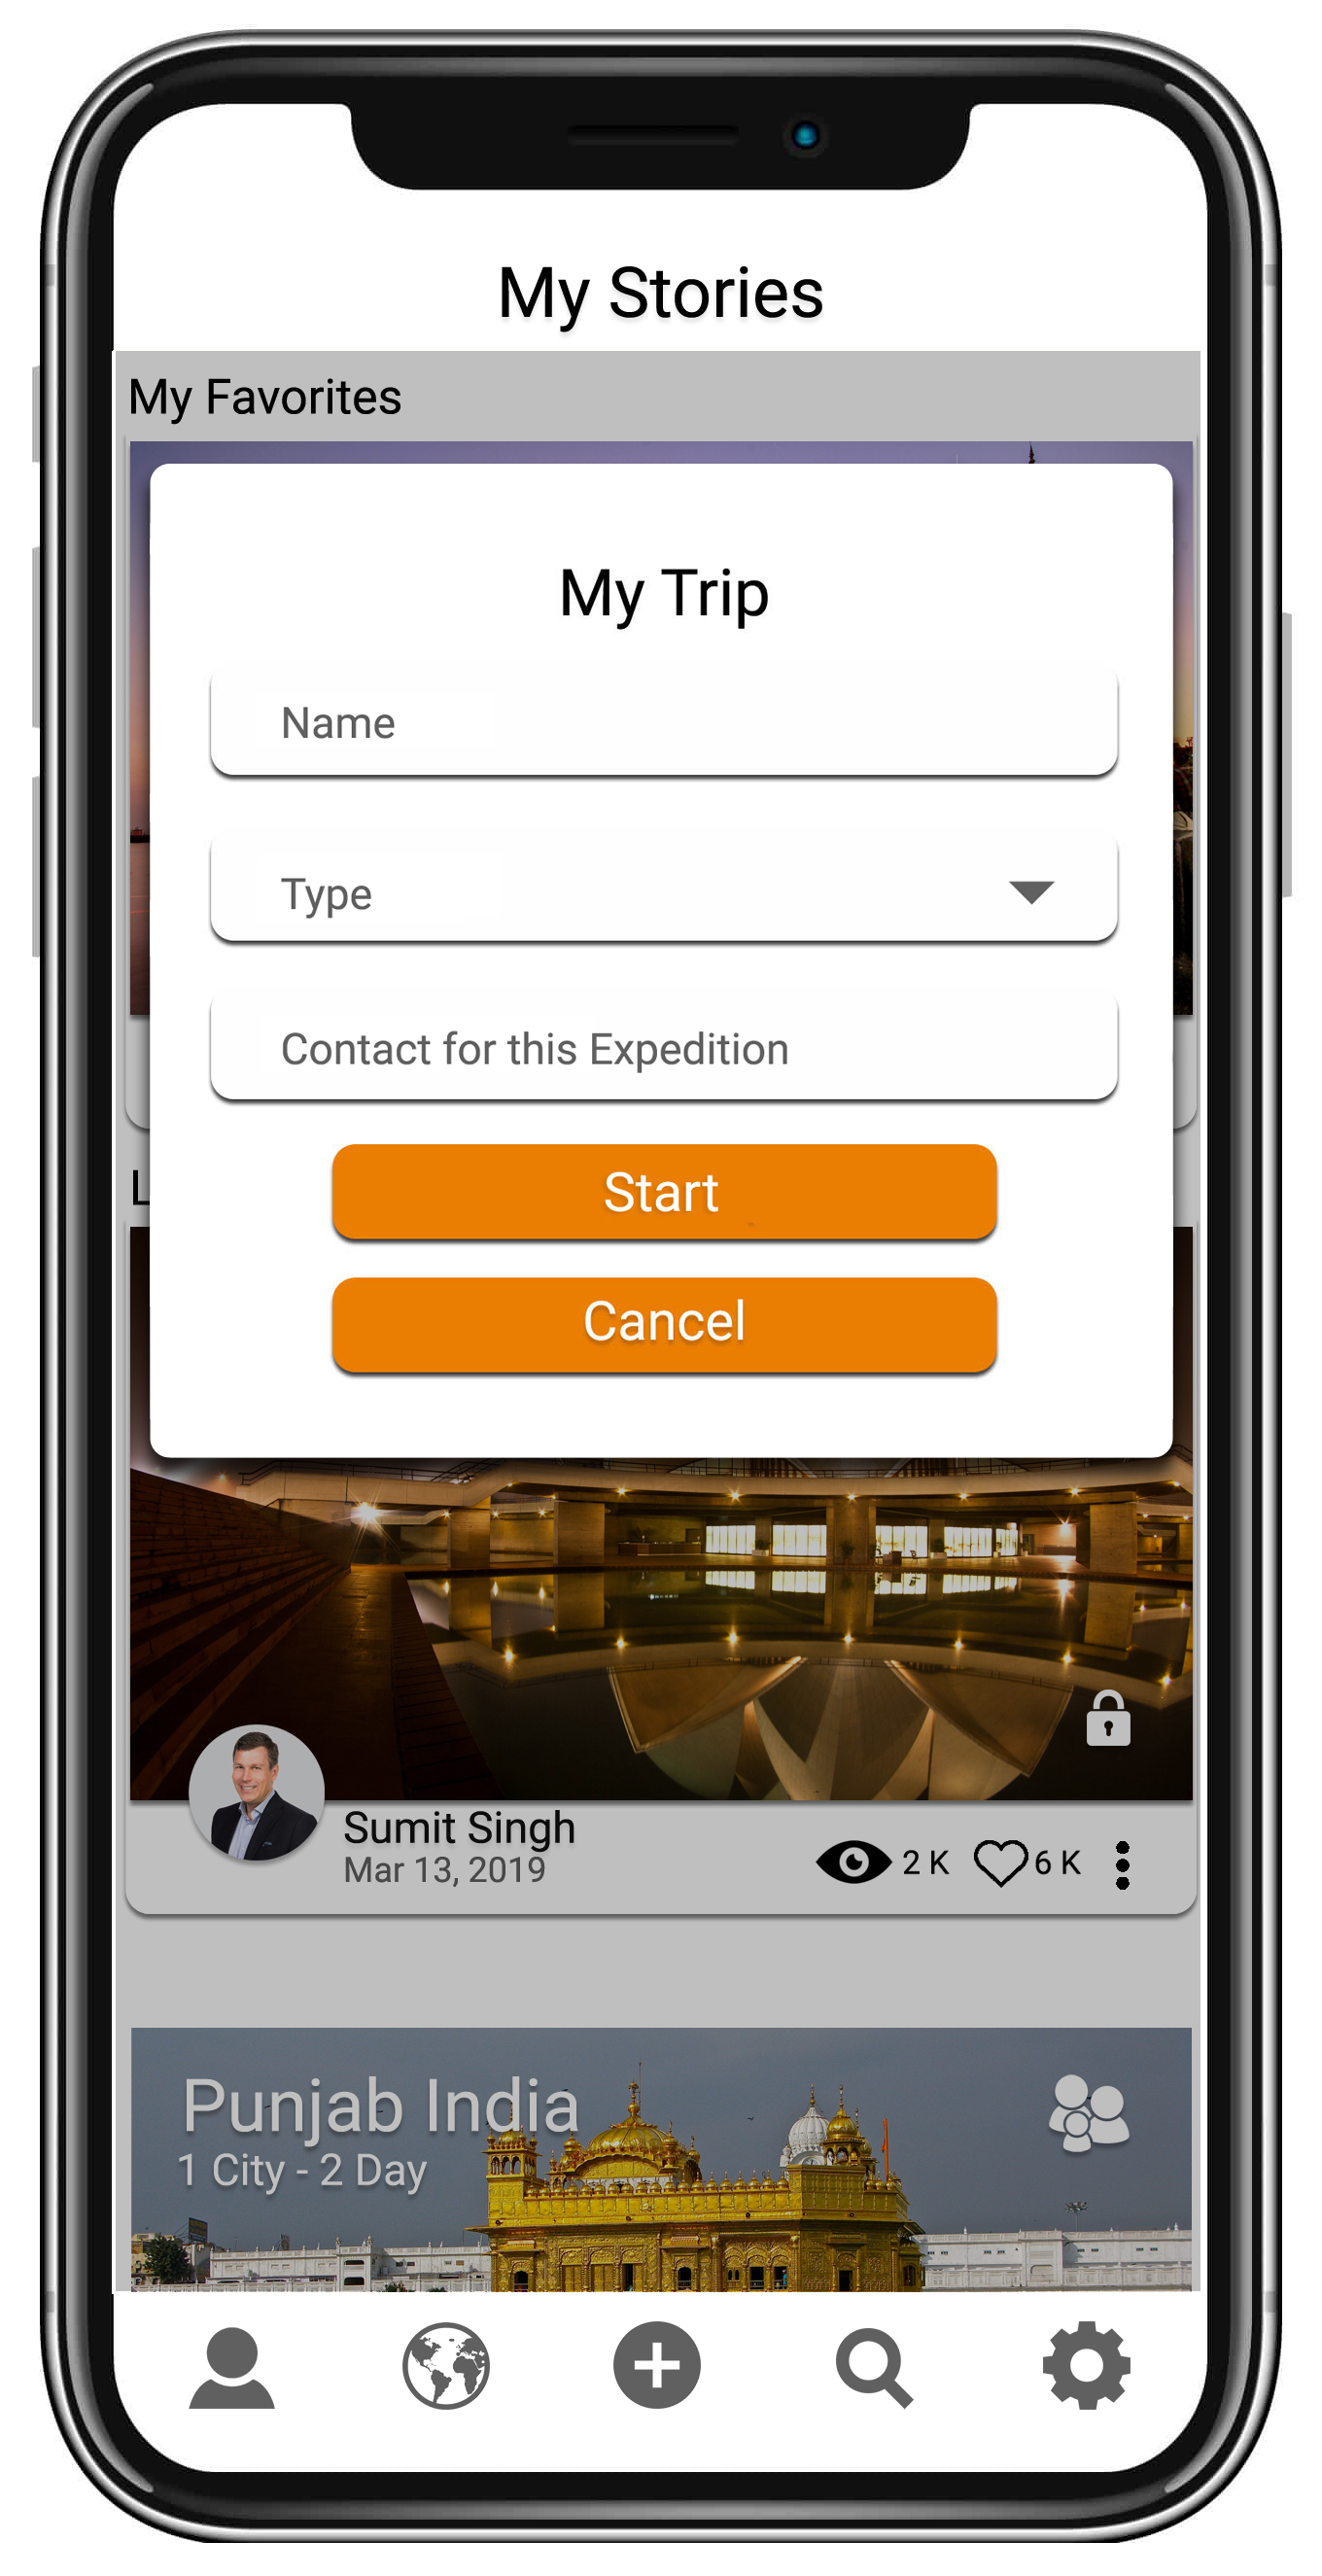 My Stories
My Favorites
My Trip
Name
Type
Contact for this Expedition
Start
Cancel
Sumit Singh
Mar 13, 2019
2 K
6 K
Punjab India
1 City - 2 Day